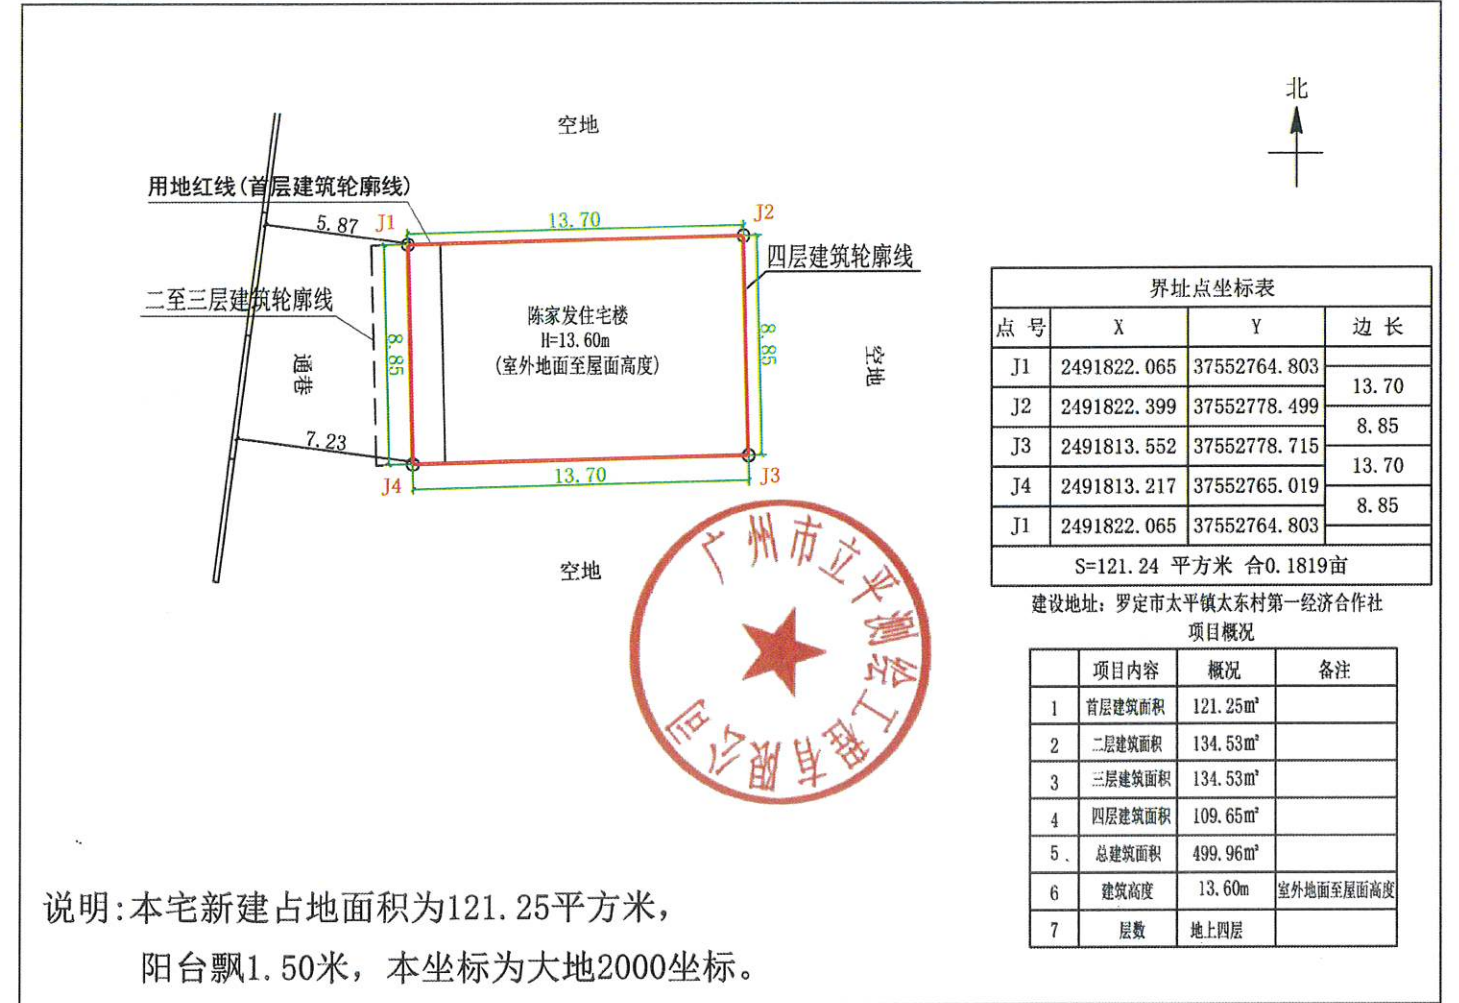 北
空地
用地红线(首层建筑轮廓线)
5.87
J1
13.70
J2
四层建筑轮廓线
二至三层建筑轮廓线
陈家发住宅楼
H=13.60m
(室外地面至屋面高度)
8.85
8.85
通巷
空地
7.23
J4
13.70
J3
空地
界址点坐标表
点 号 X Y 边 长
J1 2491822.065 37552764.803
13.70
J2 2491822.399 37552778.499
8.85
J3 2491813.552 37552778.715
13.70
J4 2491813.217 37552765.019
8.85
J1 2491822.065 37552764.803
S=121.24 平方米 合0.1819亩
建设地址: 罗定市太平镇太东村第一经济合作社
项目概况
项目内容 概况 备注
1 首层建筑面积 121.25m²
2 二层建筑面积 134.53m²
3 三层建筑面积 134.53m²
4 四层建筑面积 109.65m²
5 总建筑面积 499.96m²
6 建筑高度 13.60m 室外地面至屋面高度
7 层数 地上四层
广州市立平测绘工程有限公司
说明:本宅新建占地面积为121.25平方米,
阳台飘1.50米, 本坐标为大地2000坐标。